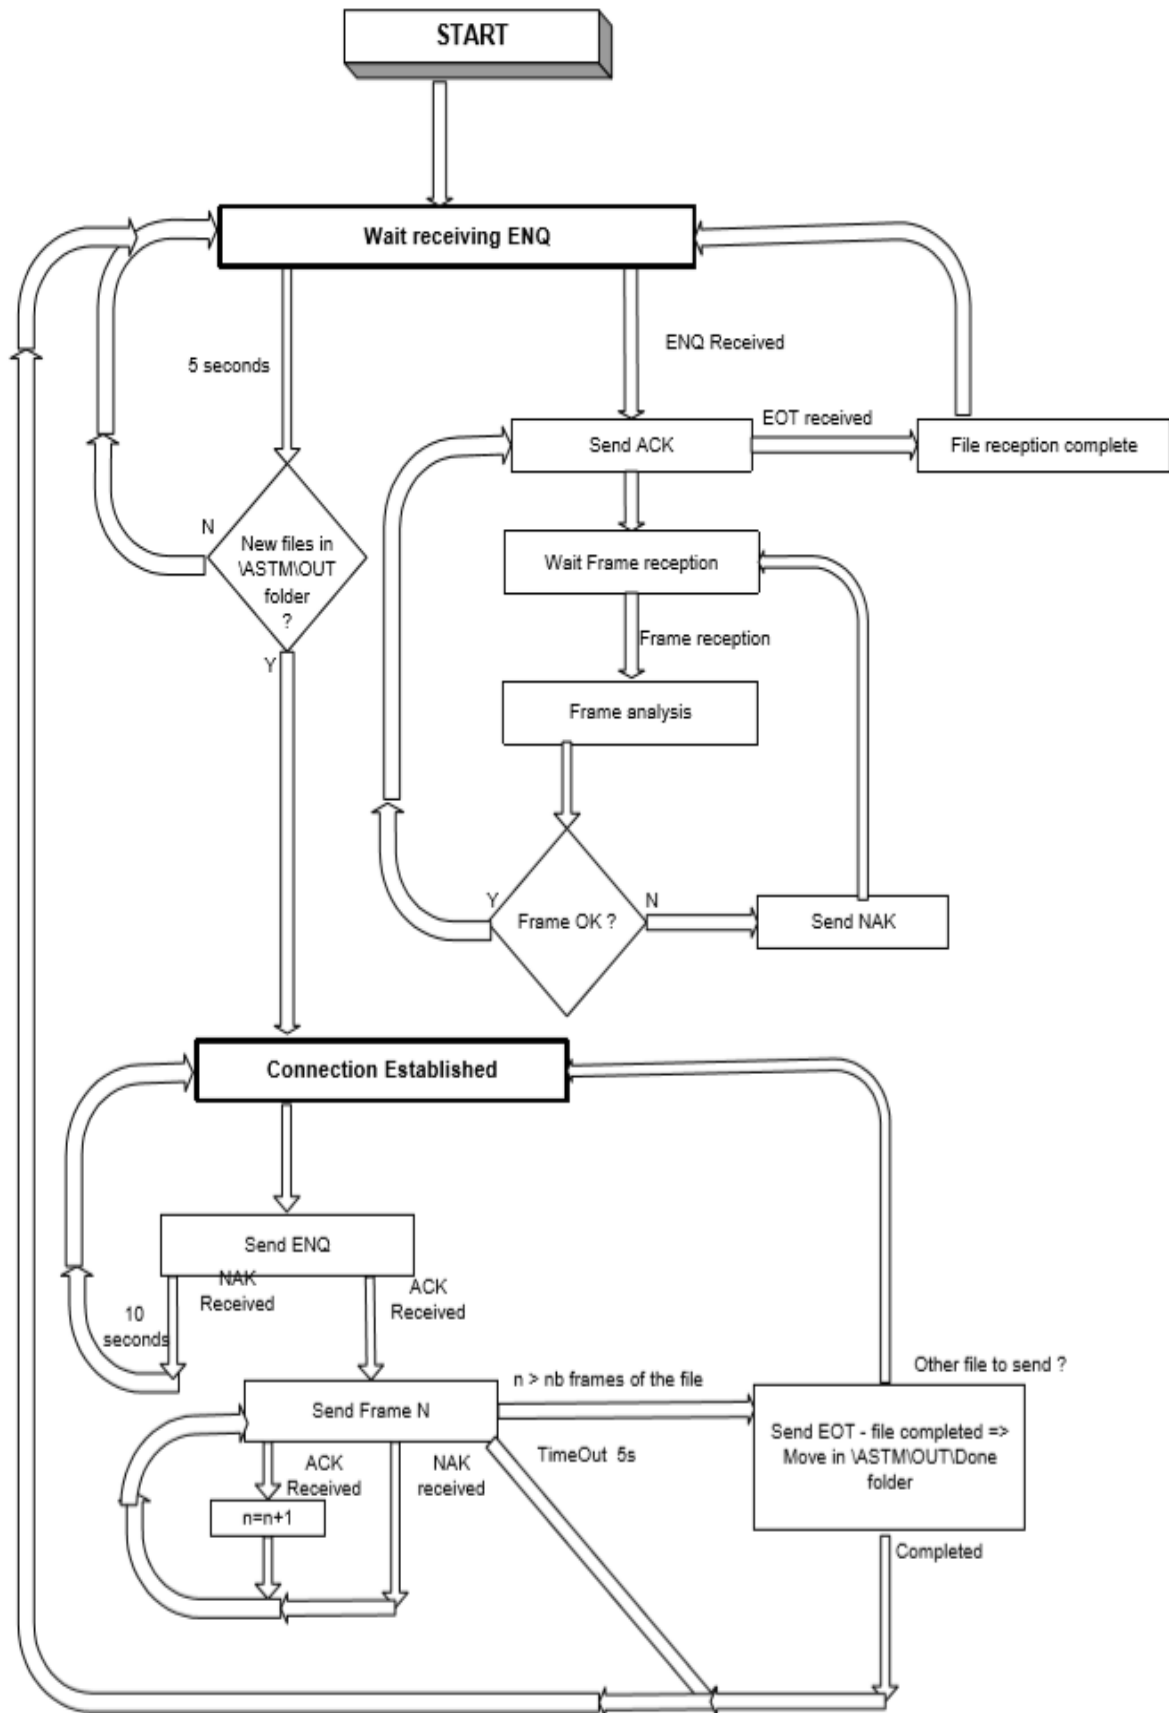 START
Wait receiving ENQ
5 seconds
ENQ Received
Send ACK
EOT received
File reception complete
N
New files in
\ASTM\OUT
folder
?
Y
Wait Frame reception
Frame reception
Frame analysis
Y
Frame OK ?
N
Send NAK
Connection Established
Send ENQ
NAK
Received
ACK
Received
10
seconds
Send Frame N
n > nb frames of the file
Other file to send ?
Send EOT - file completed =>
Move in \ASTM\OUT\Done
folder
TimeOut 5s
ACK
Received
NAK
received
n=n+1
Completed